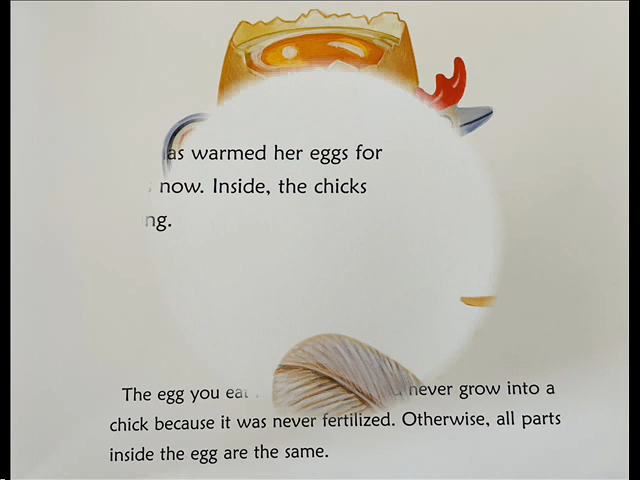 as warmed her eggs for
now. Inside, the chicks
ng.
The egg you eat never grow into a
chick because it was never fertilized. Otherwise, all parts
inside the egg are the same.